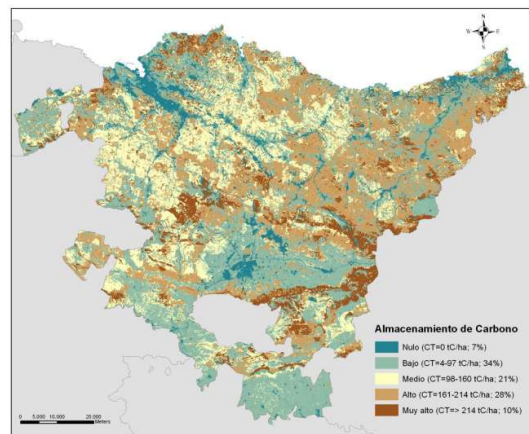 N
W E
S
Almacenamiento de Carbono
Nulo (CT=0 tC/ha; 7%)
Bajo (CT=4-97 tC/ha; 34%)
Medio (CT=98-160 tC/ha; 21%)
Alto (CT=161-214 tC/ha; 28%)
Muy alto (CT=> 214 tC/ha; 10%)
0 5.000 10.000 20.000
Meters